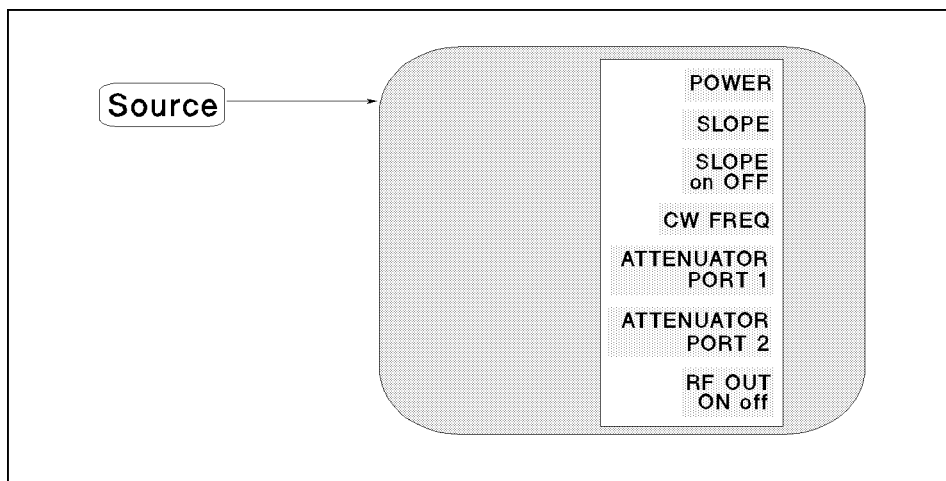 Source
POWER
SLOPE
SLOPE
on OFF
CW FREQ
ATTENUATOR
PORT 1
ATTENUATOR
PORT 2
RF OUT
ON off